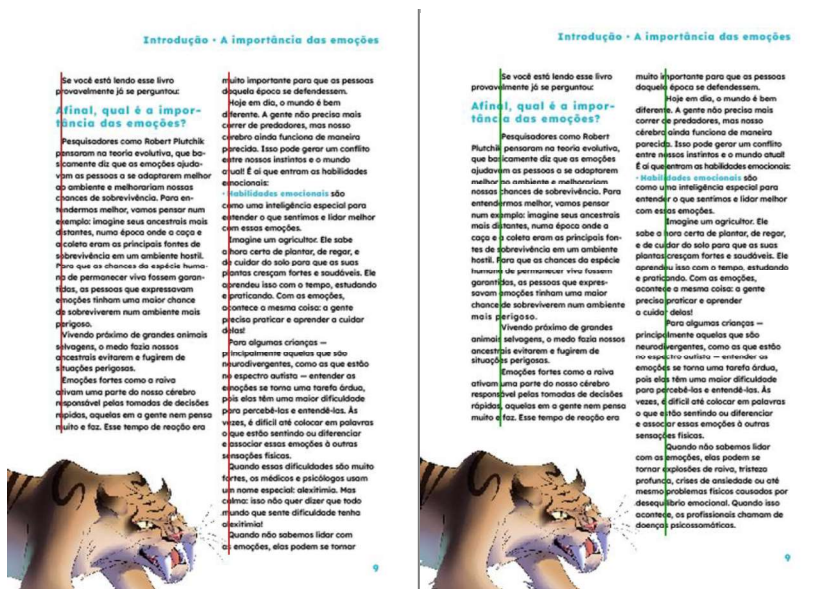 Introdução • A importância das emoções
Se você está lendo esse livro
provavelmente já se perguntou:
Afinal, qual é a impor-
tância das emoções?
Pesquisadores como Robert Plutchik
pensaram na teoria evolutiva, que ba-
sicamente diz que as emoções ajuda-
vam as pessoas a se adaptarem melhor
ao ambiente e melhorariam nossas
chances de sobrevivência. Para en-
tendermos melhor, vamos pensar num
exemplo: imagine seus ancestrais mais
distantes, numa época onde a caça e
a coleta eram as principais fontes de
sobrevivência em um ambiente hostil.
Para que as chances da espécie huma-
na de permanecer viva fossem garan-
tidas, as pessoas que expressavam
emoções tinham uma maior chance
de sobreviverem num ambiente mais
perigoso.
Vivendo próximo de grandes animais
selvagens, o medo fazia nossos
ancestrais evitarem e fugirem de
situações perigosas.
Emoções fortes como a raiva
ativam uma parte do nosso cérebro
responsável pelas tomadas de decisões
rápidas, aquelas em a gente nem pensa
muito e faz. Esse tempo de reação era
muito importante para que as pessoas
daquela época se defendessem.
Hoje em dia, o mundo é bem
diferente. A gente não precisa mais
correr de predadores, mas nosso
cérebro ainda funciona de maneira
parecida. Isso pode gerar um conflito
entre nossos instintos e o mundo
atual! É aí que entram as habilidades
emocionais:
• Habilidades emocionais são
como uma inteligência especial para
entender o que sentimos e lidar melhor
com essas emoções.
Imagine um agricultor. Ele sabe
a hora certa de plantar, de regar, e
de cuidar do solo para que as suas
plantas cresçam fortes e saudáveis. Ele
aprendeu isso com o tempo, estudando
e praticando. Com as emoções,
acontece a mesma coisa: a gente
precisa praticar e aprender a cuidar
delas!
Para algumas crianças —
principalmente aquelas que são
neurodivergentes, como as que estão
no espectro autista — entender as
emoções se torna uma tarefa árdua,
pois elas têm uma maior dificuldade
para percebê-las e entendê-las. Às
vezes, é difícil até colocar em palavras
o que estão sentindo ou diferenciar
e associar essas emoções à outras
sensações físicas.
Quando essas dificuldades são muito
fortes, os médicos e psicólogos usam
um nome especial: alexitimia. Mas
calma: isso não quer dizer que todo
mundo que sente dificuldade tenha
alexitimia!
Quando não sabemos lidar com
as emoções, elas podem se tornar
9
Introdução • A importância das emoções
Se você está lendo esse livro
provavelmente já se perguntou:
Afinal, qual é a impor-
tância das emoções?
Pesquisadores como Robert
Plutchik pensaram na teoria evolutiva,
que basicamente diz que as emoções
ajudavam as pessoas a se adaptarem
melhor ao ambiente e melhorariam
nossas chances de sobrevivência. Para
entendermos melhor, vamos pensar
num exemplo: imagine seus ancestrais
mais distantes, numa época onde a
caça e a coleta eram as principais fon-
tes de sobrevivência em um ambiente
hostil. Para que as chances da espécie
humana de permanecer viva fossem
garantidas, as pessoas que expres-
savam emoções tinham uma maior
chance de sobreviverem num ambiente
mais perigoso.
Vivendo próximo de grandes
animais selvagens, o medo fazia nossos
ancestrais evitarem e fugirem de
situações perigosas.
Emoções fortes como a raiva
ativam uma parte do nosso cérebro
responsável pelas tomadas de decisões
rápidas, aquelas em a gente nem pensa
muito e faz. Esse tempo de reação era
muito importante para que as pessoas
daquela época se defendessem.
Hoje em dia, o mundo é bem
diferente. A gente não precisa mais
correr de predadores, mas nosso
cérebro ainda funciona de maneira
parecida. Isso pode gerar um conflito
entre nossos instintos e o mundo atual!
É aí que entram as habilidades emocionais:
• Habilidades emocionais são
como uma inteligência especial para
entender o que sentimos e lidar melhor
com essas emoções.
Imagine um agricultor. Ele
sabe a hora certa de plantar, de regar,
e de cuidar do solo para que as suas
plantas cresçam fortes e saudáveis. Ele
aprendeu isso com o tempo, estudando
e praticando. Com as emoções,
acontece a mesma coisa: a gente
precisa praticar e aprender
a cuidar delas!
Para algumas crianças —
principalmente aquelas que são
neurodivergentes, como as que estão
no espectro autista — entender as
emoções se torna uma tarefa árdua,
pois elas têm uma maior dificuldade
para percebê-las e entendê-las. Às
vezes, é difícil até colocar em palavras
o que estão sentindo ou diferenciar
e associar essas emoções à outras
sensações físicas.
Quando não sabemos lidar
com as emoções, elas podem se
tornar explosões de raiva, tristeza
profunda, crises de ansiedade ou até
mesmo problemas físicos causados por
desequilíbrio emocional. Quando isso
acontece, os profissionais chamam de
doenças psicossomáticas.
9